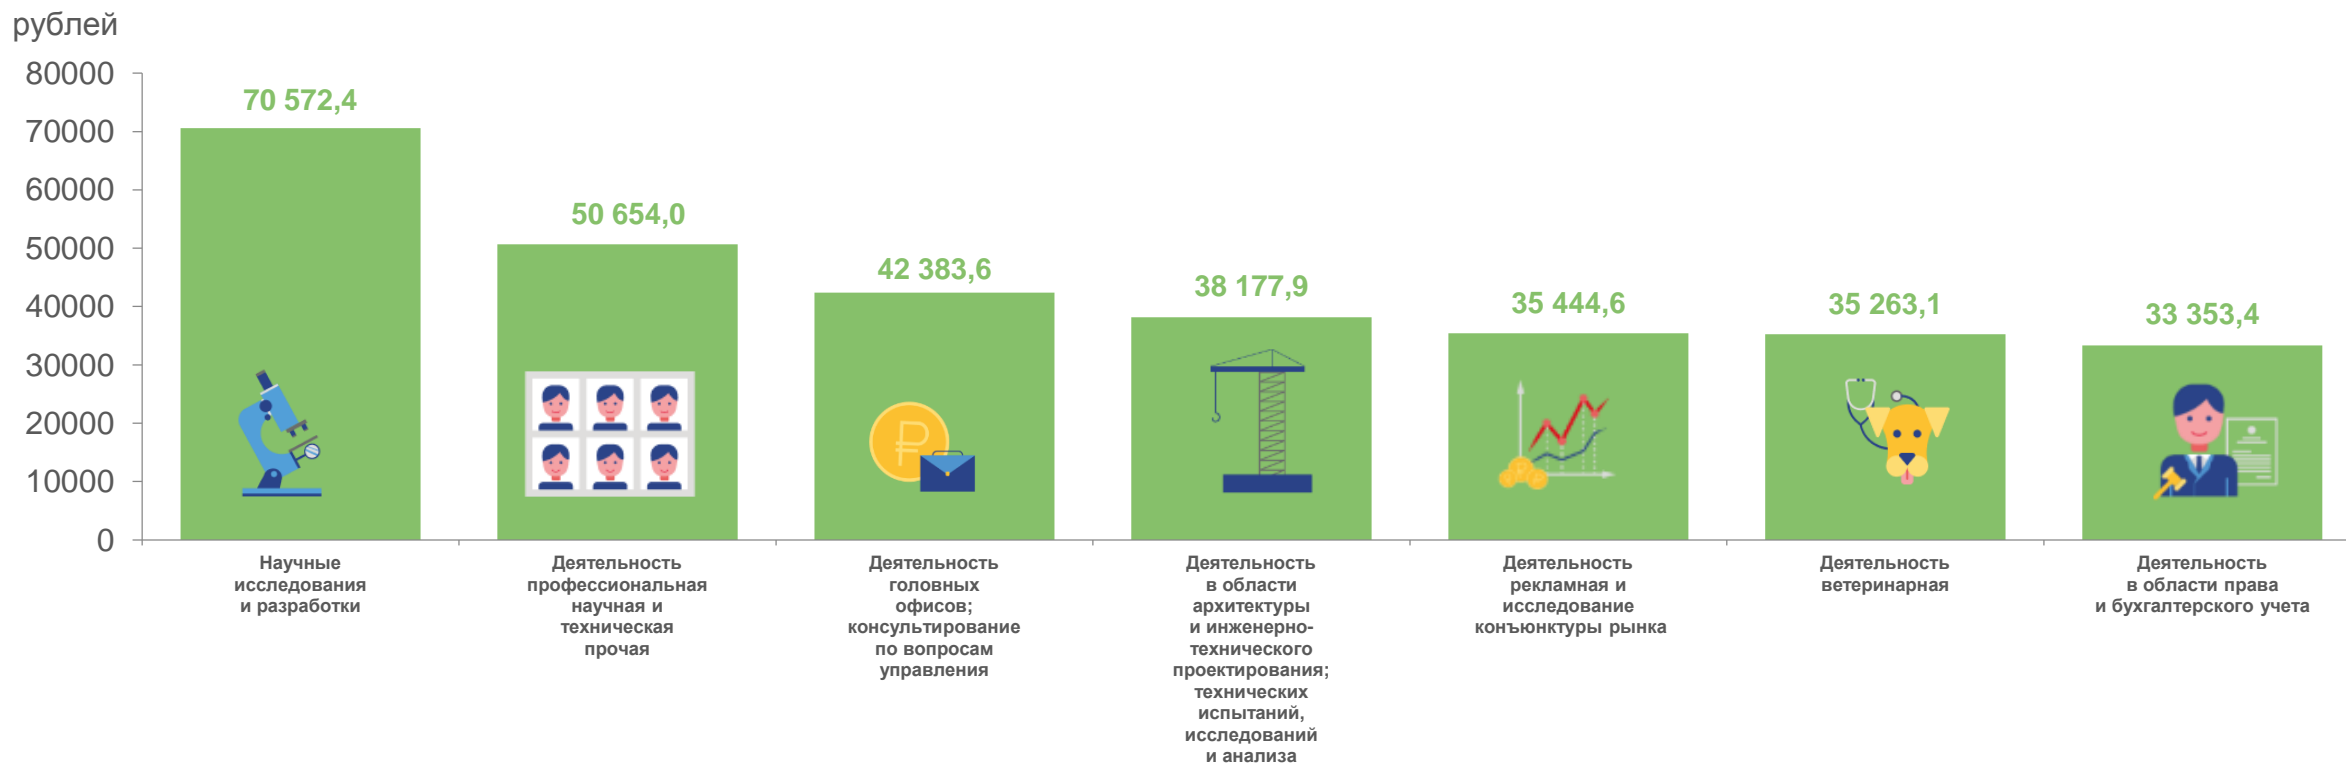 рублей
80000
70000
60000
50000
40000
30000
20000
10000
0
70 572,4
50 654,0
42 383,6
38 177,9
35 444,6
35 263,1
33 353,4
Научные
исследования
и разработки
Деятельность
профессиональная
научная и
техническая
прочая
Деятельность
головных
офисов;
консультирование
по вопросам
управления
Деятельность
в области
архитектуры
и инженерно-
технического
проектирования;
технических
испытаний,
исследований
и анализа
Деятельность
рекламная и
исследование
конъюнктуры рынка
Деятельность
ветеринарная
Деятельность
в области права
и бухгалтерского учета